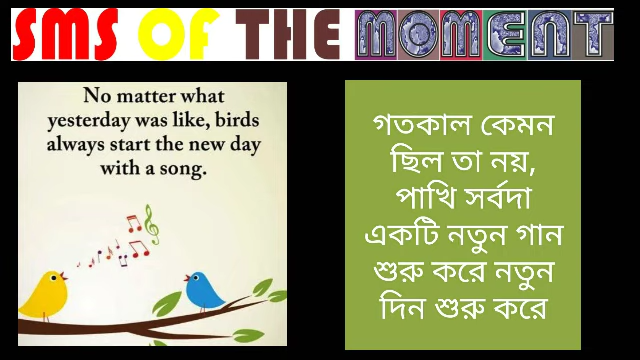 SMS OF THE MOMENT
No matter what
yesterday was like, birds
always start the new day
with a song.
গতকাল কেমন
ছিল তা নয়,
পাখি সর্বদা
একটি নতুন গান
শুরু করে নতুন
দিন শুরু করে